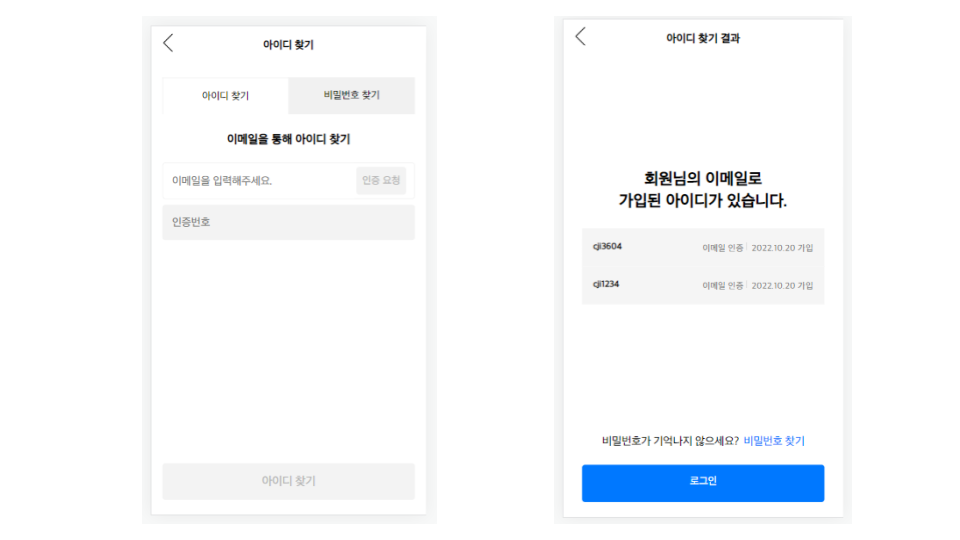 아이디 찾기
아이디 찾기
비밀번호 찾기
이메일을 통해 아이디 찾기
이메일을 입력해주세요.
인증 요청
인증번호
아이디 찾기
아이디 찾기 결과
회원님의 이메일로
가입된 아이디가 있습니다.
cji3604
이메일 인증 2022.10.20 가입
cji1234
이메일 인증 2022.10.20 가입
비밀번호가 기억나지 않으세요? 비밀번호 찾기
로그인